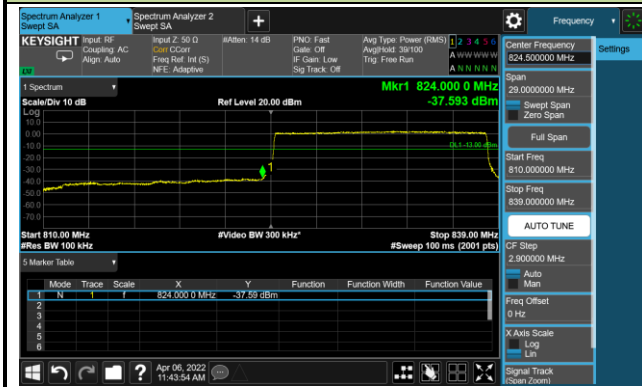 Spectrum Analyzer 1
Swept SA
Spectrum Analyzer 2
Swept SA
+
Frequency
KEYSIGHT
Input: RF
Coupling: AC
Align: Auto
Input Z: 50 Ω
Corr CCorr
Freq Ref: Int (S)
NFE: Adaptive
#Atten: 14 dB
PNO: Fast
Gate: Off
IF Gain: Low
Sig Track: Off
Avg Type: Power (RMS)
Avg|Hold: 39/100
Trig: Free Run
1 2 3 4 5 6
A W W W W W
A N N N N N
LXI
1 Spectrum
Scale/Div 10 dB
Ref Level 20.00 dBm
Mkr1 824.000 0 MHz
-37.593 dBm
Log
10.0
0.00
-10.0
-20.0
-30.0
-40.0
-50.0
-60.0
-70.0
DL1 -13.00 dBm
1
Start 810.00 MHz
#Res BW 100 kHz
#Video BW 300 kHz*
Stop 839.00 MHz
#Sweep 100 ms (2001 pts)
5 Marker Table
Mode Trace Scale X Y Function Function Width Function Value
1 N 1 f 824.000 0 MHz -37.59 dBm
2
3
4
5
6
Apr 06, 2022
11:43:54 AM
Center Frequency
824.500000 MHz
Settings
Span
29.0000000 MHz
Swept Span
Zero Span
Full Span
Start Freq
810.000000 MHz
Stop Freq
839.000000 MHz
AUTO TUNE
CF Step
2.900000 MHz
Auto
Man
Freq Offset
0 Hz
X Axis Scale
Log
Lin
Signal Track
(Span Zoom)